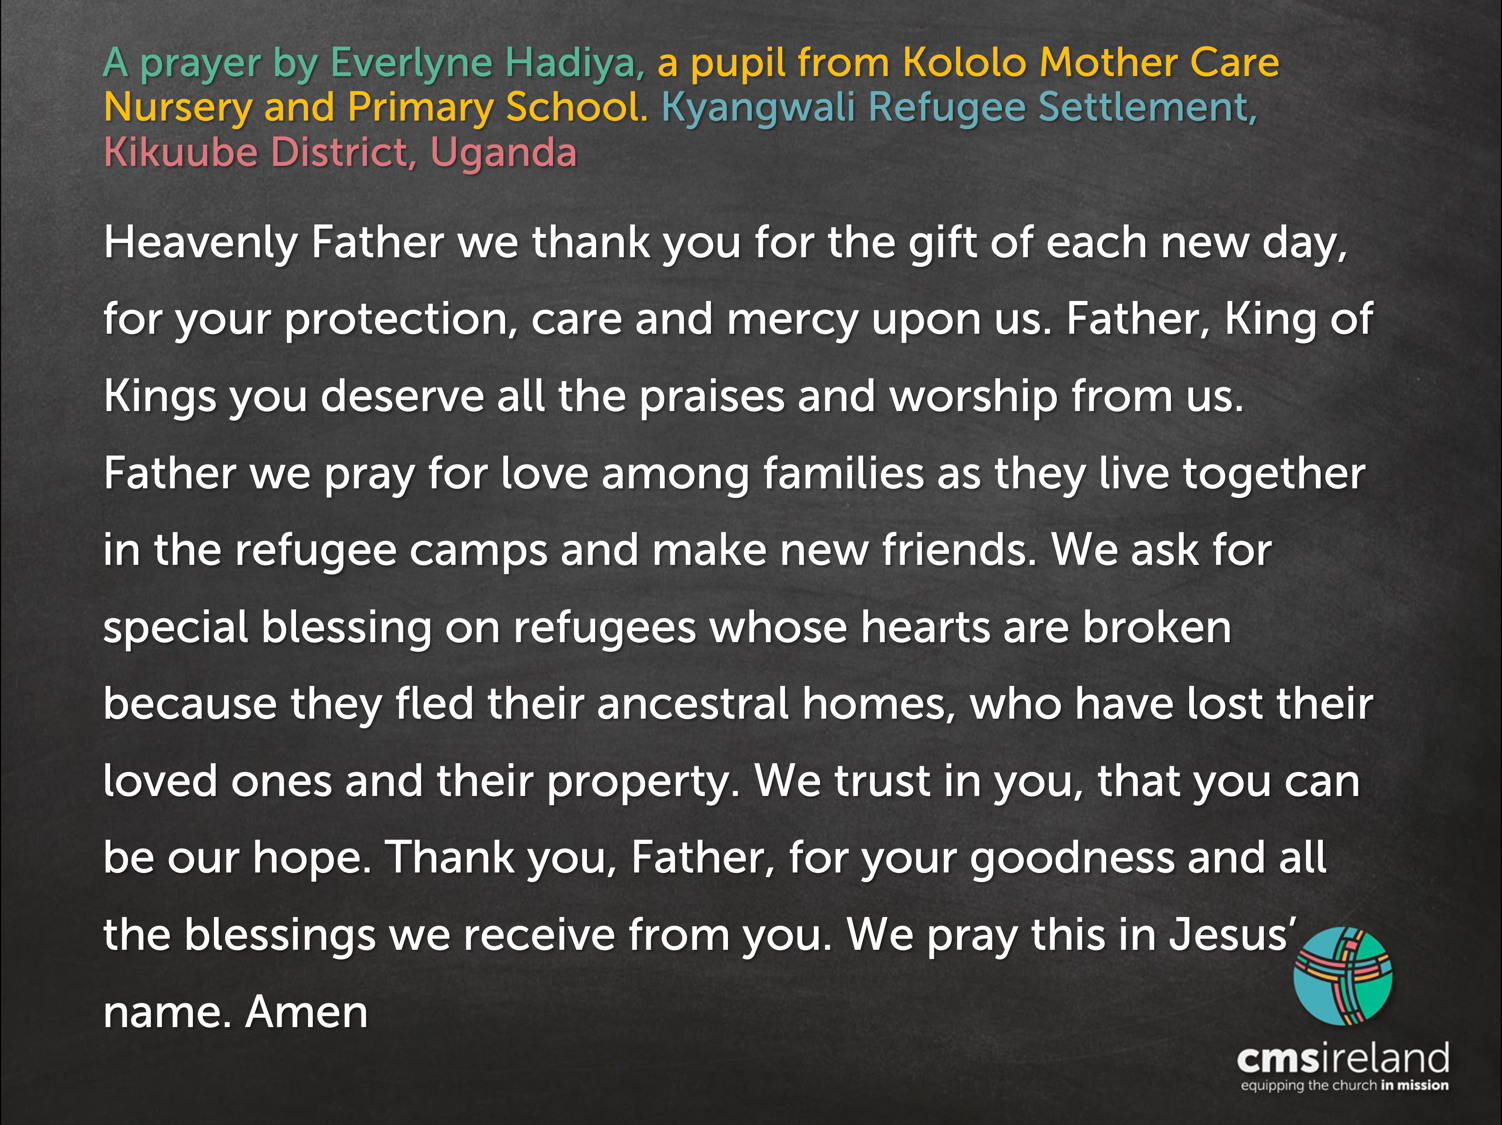 A prayer by Everlyne Hadiya, a pupil from Kololo Mother Care
Nursery and Primary School. Kyangwali Refugee Settlement,
Kikuube District, Uganda
Heavenly Father we thank you for the gift of each new day,
for your protection, care and mercy upon us. Father, King of
Kings you deserve all the praises and worship from us.
Father we pray for love among families as they live together
in the refugee camps and make new friends. We ask for
special blessing on refugees whose hearts are broken
because they fled their ancestral homes, who have lost their
loved ones and their property. We trust in you, that you can
be our hope. Thank you, Father, for your goodness and all
the blessings we receive from you. We pray this in Jesus’
name. Amen
cmsireland
equipping the church in mission